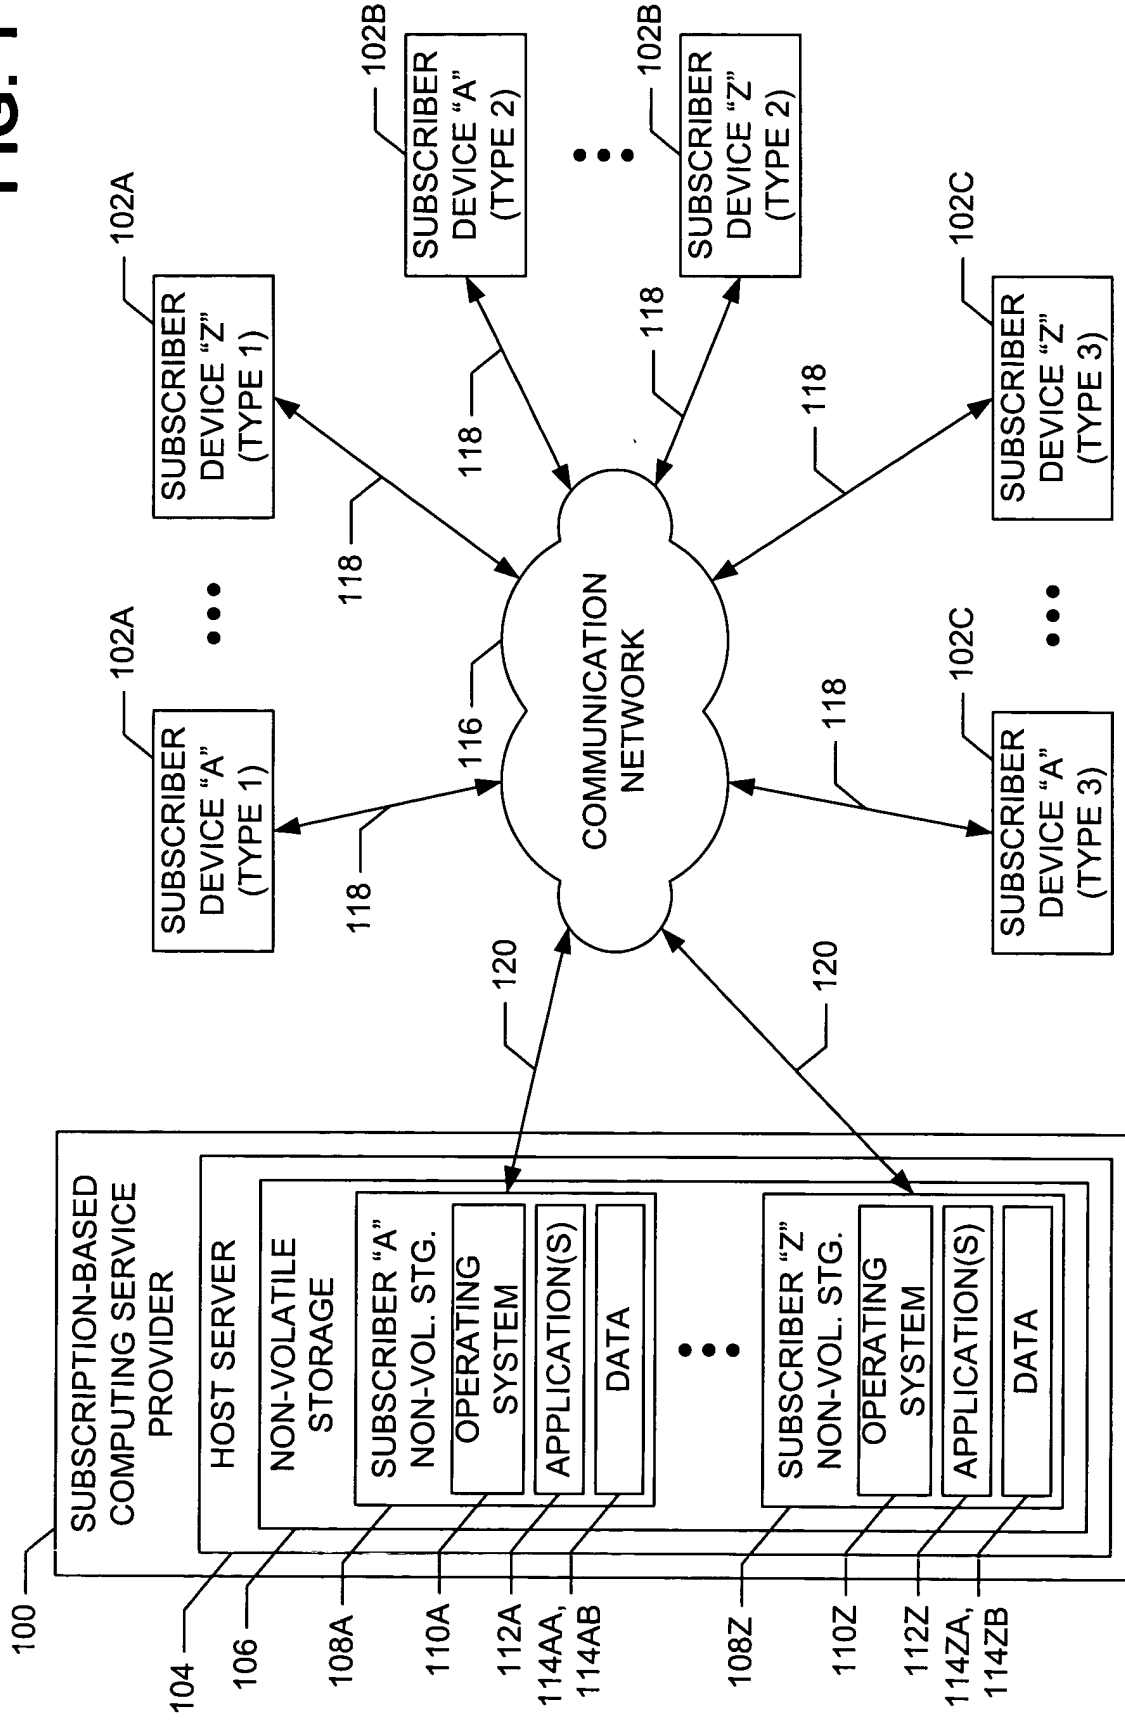 FIG. 1
100
SUBSCRIPTION-BASED
COMPUTING SERVICE
PROVIDER
104
HOST SERVER
106
NON-VOLATILE
STORAGE
108A
SUBSCRIBER “A”
NON-VOL. STG.
110A
OPERATING
SYSTEM
112A
APPLICATION(S)
114AA,
114AB
DATA
108Z
SUBSCRIBER “Z”
NON-VOL. STG.
110Z
OPERATING
SYSTEM
112Z
APPLICATION(S)
114ZA,
114ZB
DATA
120
120
116
COMMUNICATION
NETWORK
102A
SUBSCRIBER
DEVICE “A”
(TYPE 1)
118
102A
SUBSCRIBER
DEVICE “Z”
(TYPE 1)
118
102B
SUBSCRIBER
DEVICE “A”
(TYPE 2)
118
102B
SUBSCRIBER
DEVICE “Z”
(TYPE 2)
118
102C
SUBSCRIBER
DEVICE “Z”
(TYPE 3)
118
102C
SUBSCRIBER
DEVICE “A”
(TYPE 3)
118